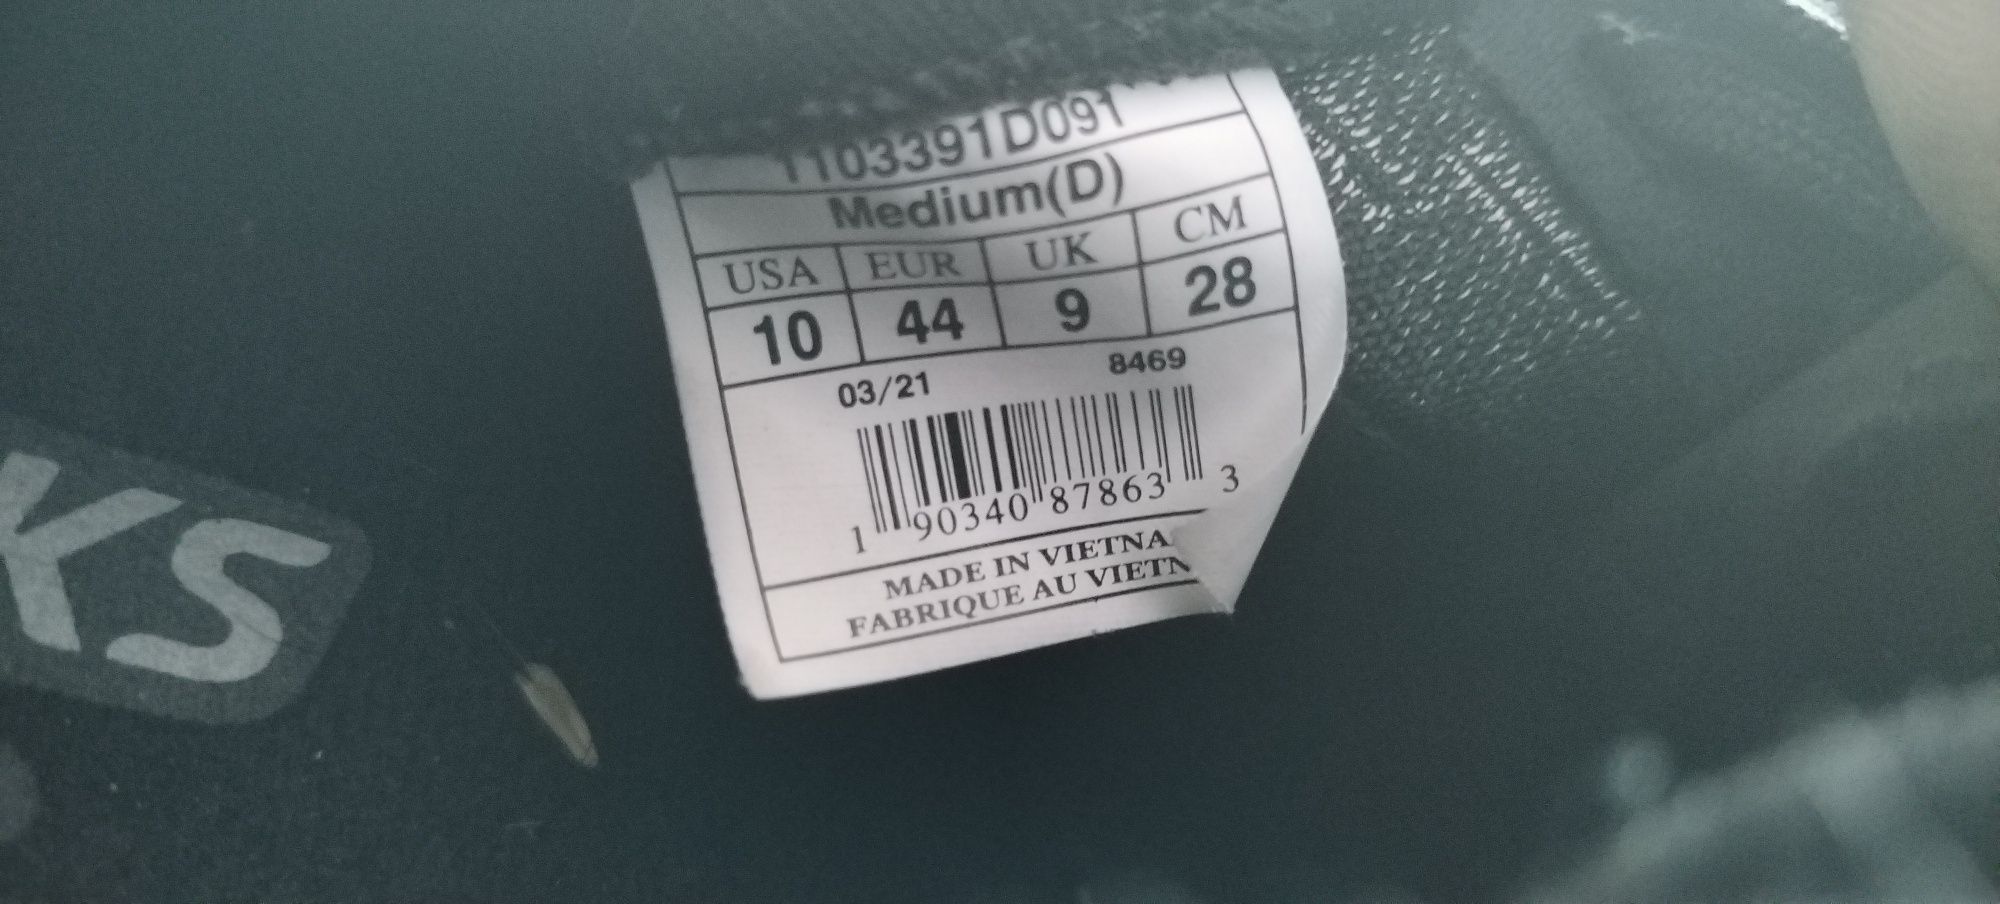 1103391D091
Medium(D)
USA EUR UK CM
10 44 9 28
03/21 8469
1 90340 87863 3
MADE IN VIETNA
FABRIQUE AU VIETN
KS